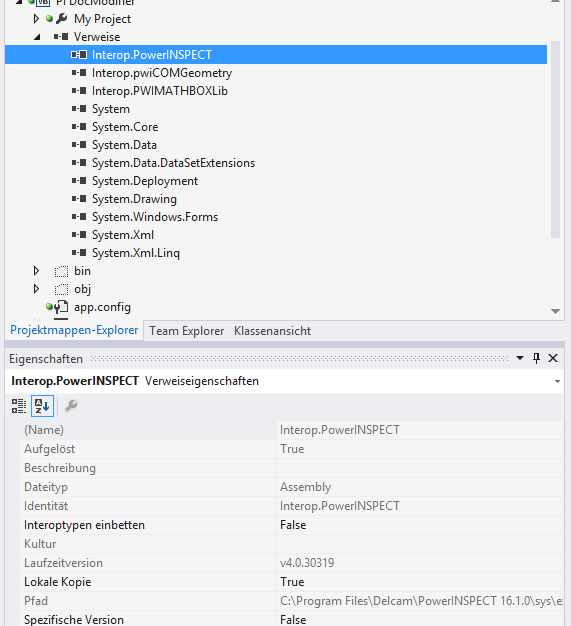 PI DocModifier
My Project
Verweise
Interop.PowerINSPECT
Interop.pwiCOMGeometry
Interop.PWIMATHBOXLib
System
System.Core
System.Data
System.Data.DataSetExtensions
System.Deployment
System.Drawing
System.Windows.Forms
System.Xml
System.Xml.Linq
bin
obj
app.config
Projektmappen-Explorer Team Explorer Klassenansicht
Eigenschaften
Interop.PowerINSPECT Verweiseigenschaften
(Name) Interop.PowerINSPECT
Aufgelöst True
Beschreibung
Dateityp Assembly
Identität Interop.PowerINSPECT
Interoptypen einbetten False
Kultur
Laufzeitversion v4.0.30319
Lokale Kopie True
Pfad C:\Program Files\Delcam\PowerINSPECT 16.1.0\sys\e
Spezifische Version False